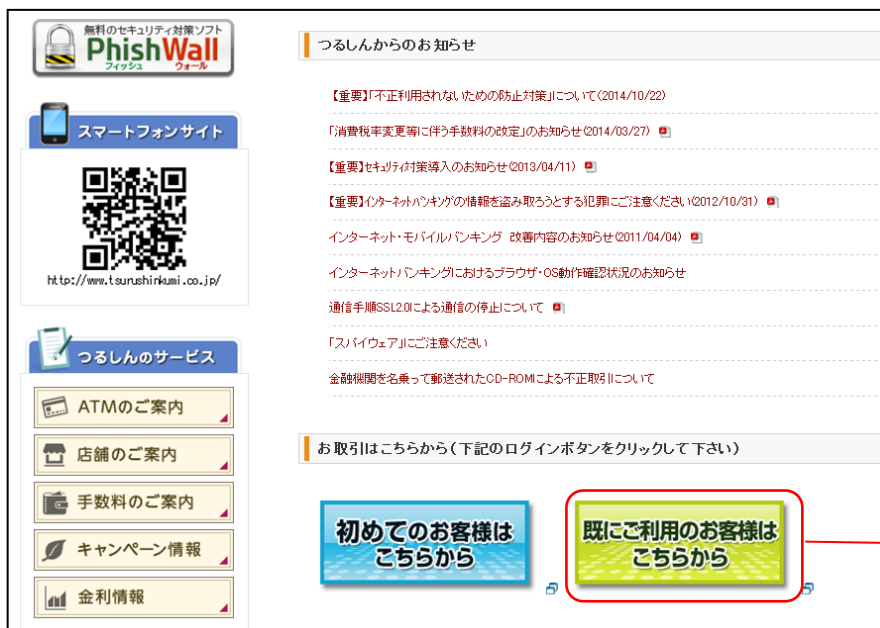 無料のセキュリティ対策ソフト
PhishWall
フィッシュ ウォール
スマートフォンサイト
http://www.tsurushinkumi.co.jp/
つるしんのサービス
ATMのご案内
店舗のご案内
手数料のご案内
キャンペーン情報
金利情報
つるしんからのお知らせ
【重要】「不正利用されないための防止対策」について(2014/10/22)
「消費税率変更等に伴う手数料の改定」のお知らせ(2014/03/27)
【重要】セキュリティ対策導入のお知らせ(2013/04/11)
【重要】インターネットバンキングの情報を盗み取ろうとする犯罪にご注意ください(2012/10/31)
インターネット・モバイルバンキング 改善内容のお知らせ(2011/04/04)
インターネットバンキングにおけるブラウザ・OS動作確認状況のお知らせ
通信手順SSL2.0による通信の停止について
「スパイウェア」にご注意ください
金融機関を名乗って郵送されたCD-ROMによる不正取引について
お取引はこちらから(下記のログインボタンをクリックして下さい)
初めてのお客様は
こちらから
既にご利用のお客様は
こちらから